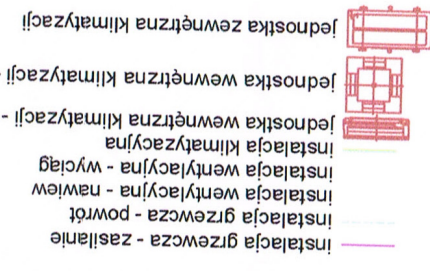 instalacja grzewcza - zasilanie
instalacja grzewcza - powrót
instalacja wentylacyjna - nawiew
instalacja wentylacyjna - wyciąg
instalacja klimatyzacyjna
jednostka wewnętrzna klimatyzacji -
jednostka wewnętrzna klimatyzacji -
jednostka zewnętrzna klimatyzacji